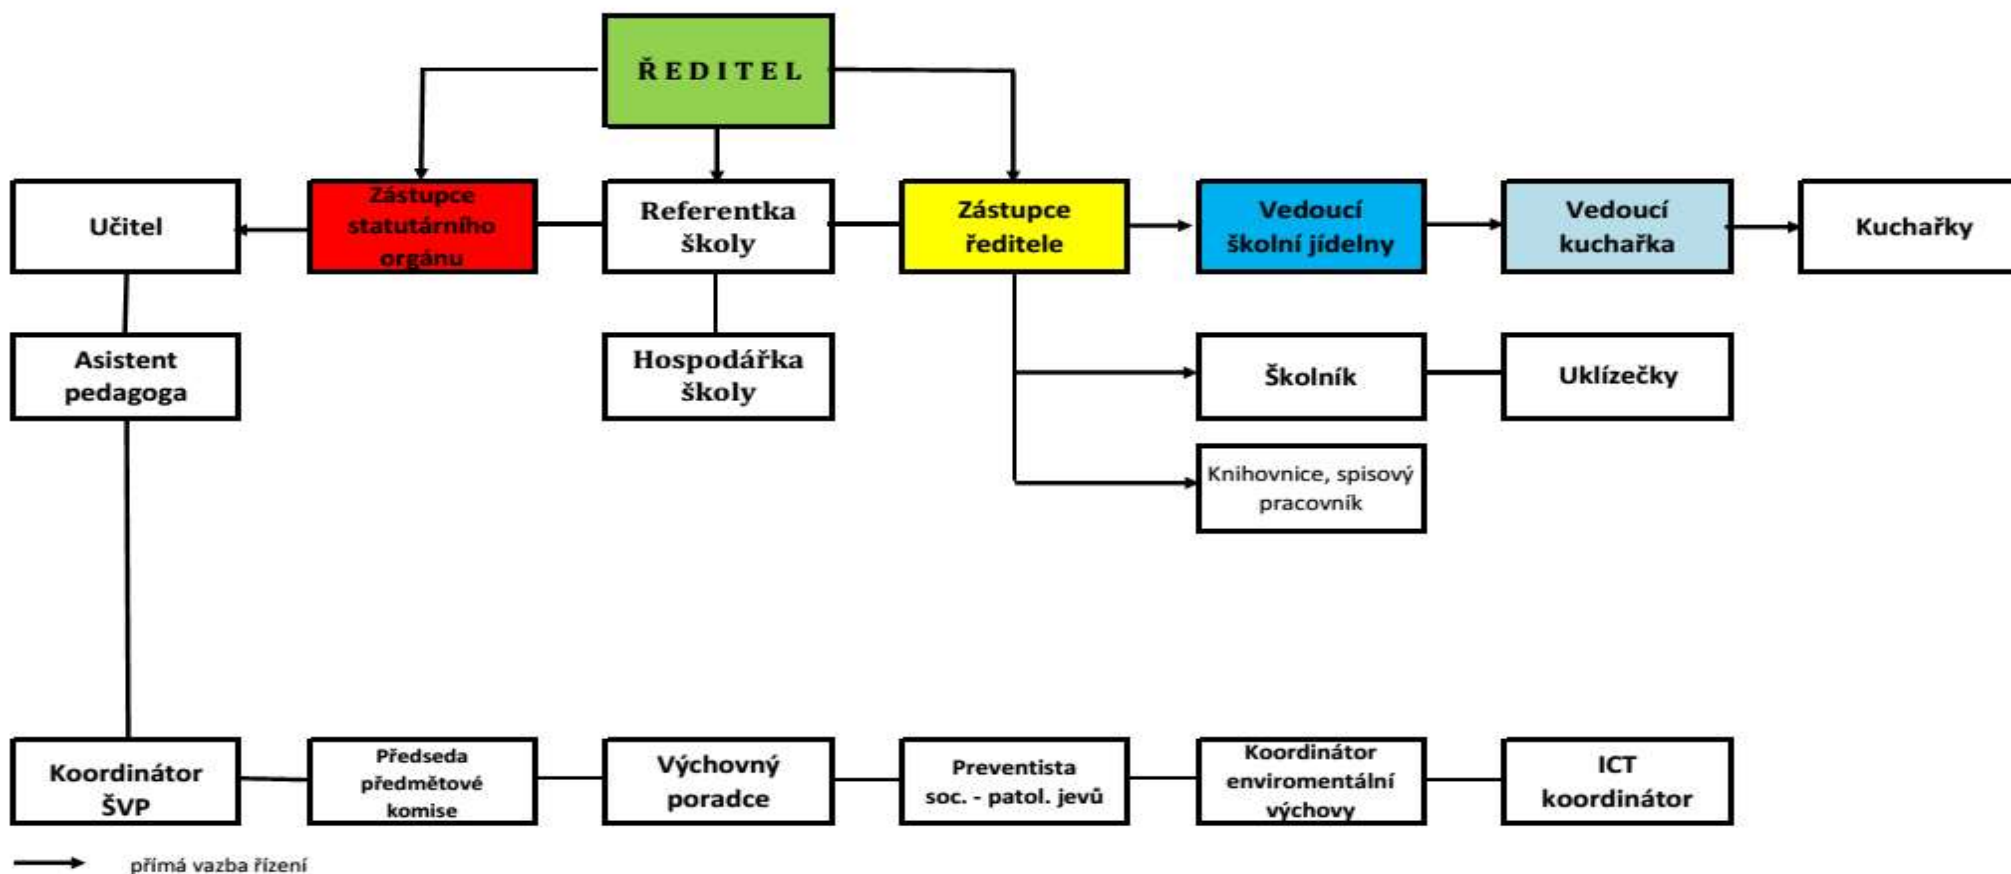 Ř E D I T E L
Učitel
Zástupce
statutárního
orgánu
Referentka
školy
Zástupce
ředitele
Vedoucí
školní jídelny
Vedoucí
kuchařka
Kuchařky
Asistent
pedagoga
Hospodářka
školy
Školník
Uklízečky
Knihovnice, spisový
pracovník
Koordinátor
ŠVP
Předseda
předmětové
komise
Výchovný
poradce
Preventista
soc. - patol. jevů
Koordinátor
enviromentální
výchovy
ICT
koordinátor
přímá vazba řízení